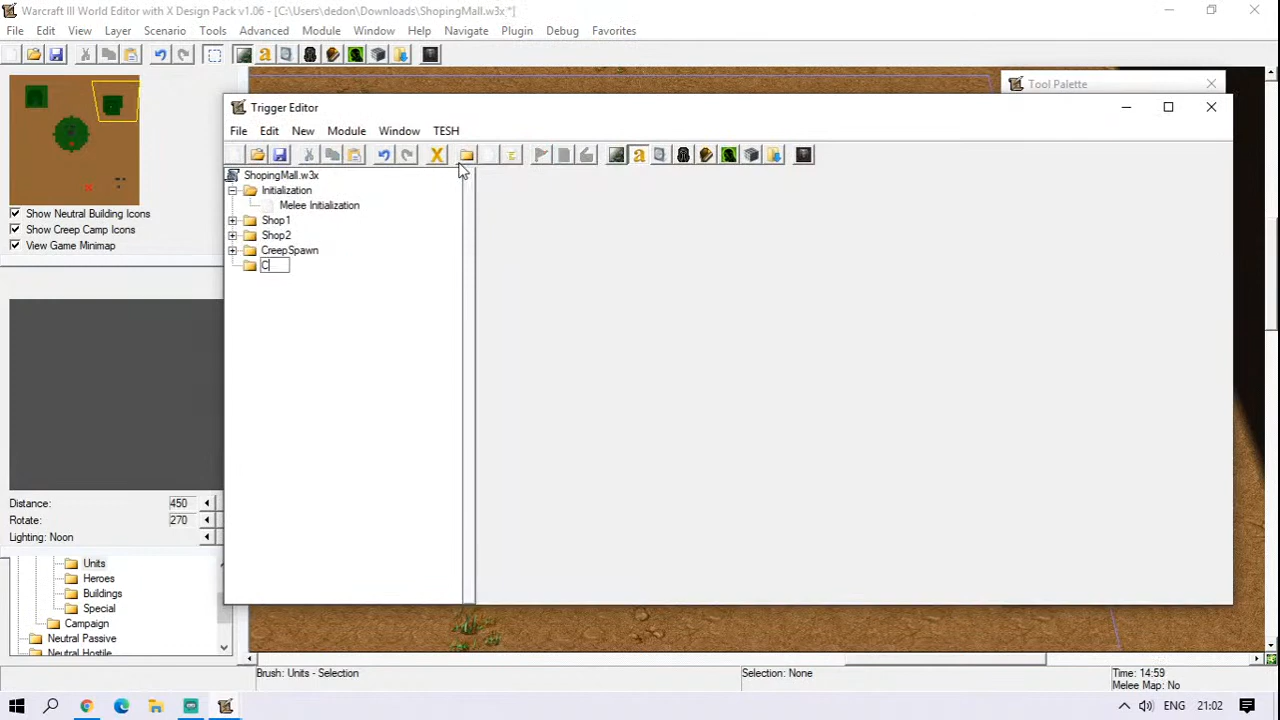 Warcraft III World Editor with X Design Pack v1.06 - [C:\Users\dedon\Downloads\ShopingMall.w3x *]
File Edit View Layer Scenario Tools Advanced Module Window Help Navigate Plugin Debug Favorites
Tool Palette
Trigger Editor
File Edit New Module Window TESH
ShopingMall.w3x
Initialization
Melee Initialization
Shop1
Shop2
CreepSpawn
C
Show Neutral Building Icons
Show Creep Camp Icons
View Game Minimap
Distance: 450
Rotate: 270
Lighting: Noon
Units
Heroes
Buildings
Special
Campaign
Neutral Passive
Neutral Hostile
Brush: Units - Selection
Selection: None
Time: 14:59
Melee Map: No
ENG 21:02